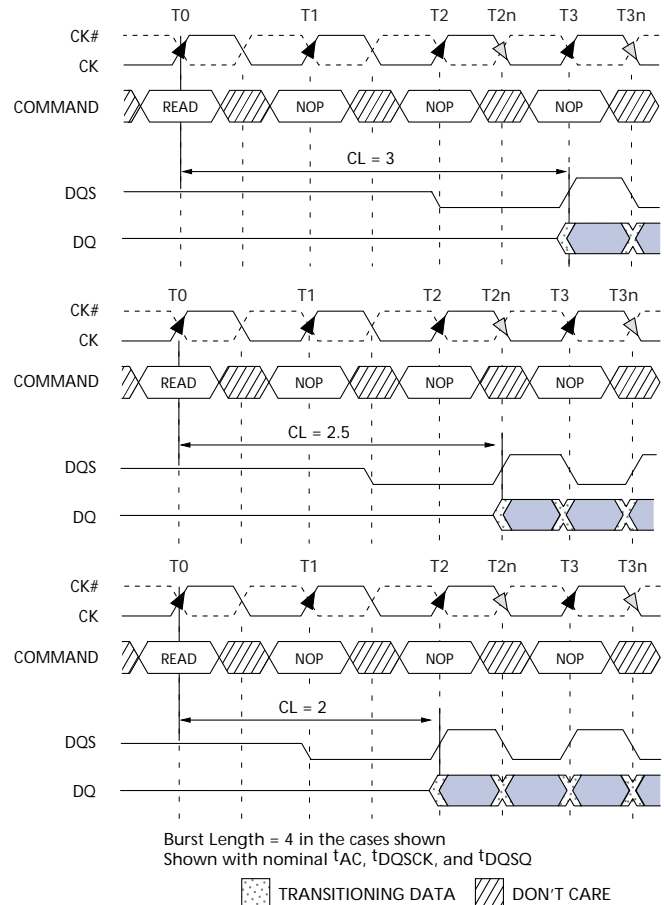 T0 T1 T2 T2n T3 T3n
CK#
CK
COMMAND READ NOP NOP NOP
CL = 3
DQS
DQ
T0 T1 T2 T2n T3 T3n
CK#
CK
COMMAND READ NOP NOP NOP
CL = 2.5
DQS
DQ
T0 T1 T2 T2n T3 T3n
CK#
CK
COMMAND READ NOP NOP NOP
CL = 2
DQS
DQ
Burst Length = 4 in the cases shown
Shown with nominal tAC, tDQSCK, and tDQSQ
TRANSITIONING DATA DON'T CARE